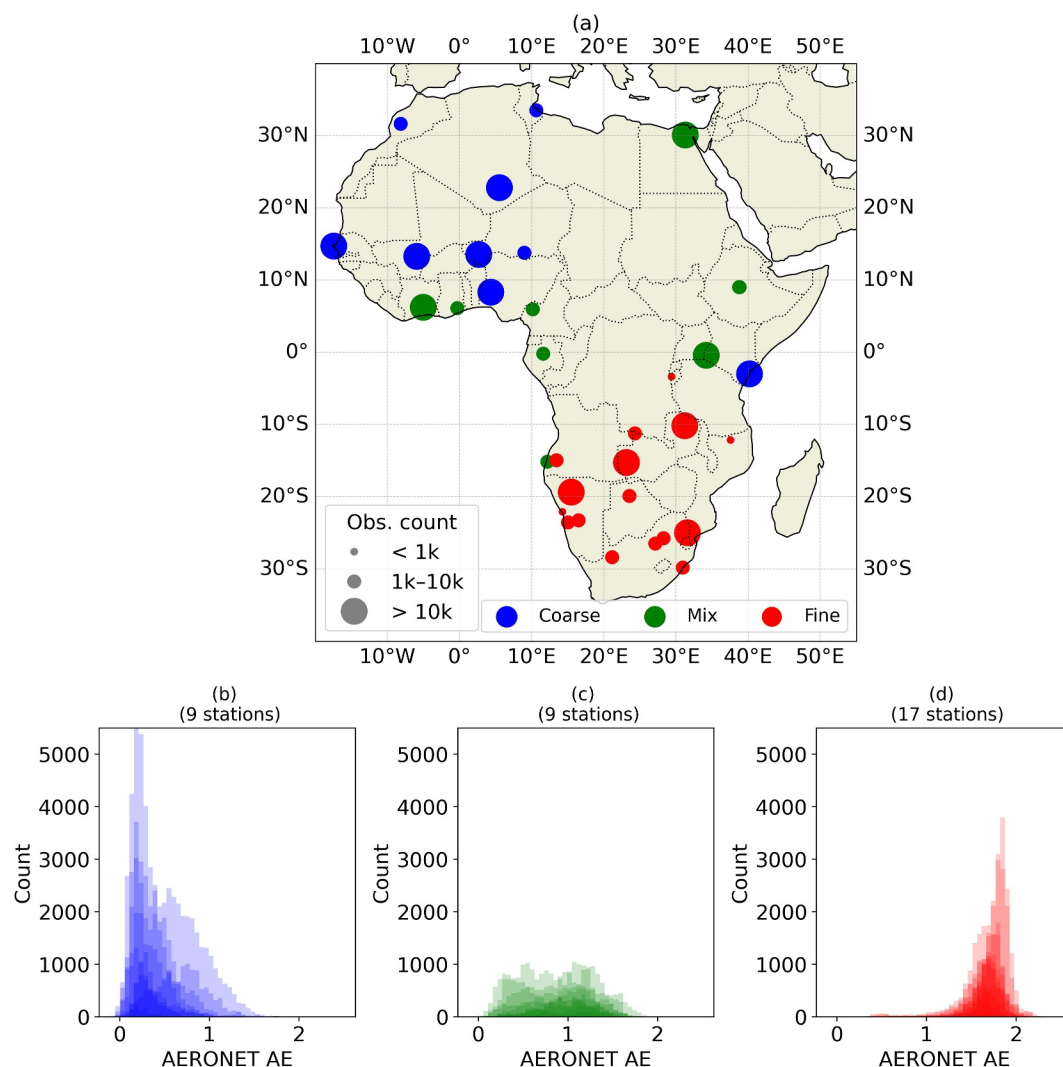 (a)
10°W 0° 10°E 20°E 30°E 40°E 50°E
30°N 30°N
20°N 20°N
10°N 10°N
0° 0°
10°S 10°S
20°S 20°S
30°S 30°S
Obs. count
< 1k
1k–10k
> 10k
Coarse Mix Fine
10°W 0° 10°E 20°E 30°E 40°E 50°E
(b)
(9 stations)
5000
4000
3000
2000
1000
0
Count
0 1 2
AERONET AE
(c)
(9 stations)
5000
4000
3000
2000
1000
0
Count
0 1 2
AERONET AE
(d)
(17 stations)
5000
4000
3000
2000
1000
0
Count
0 1 2
AERONET AE